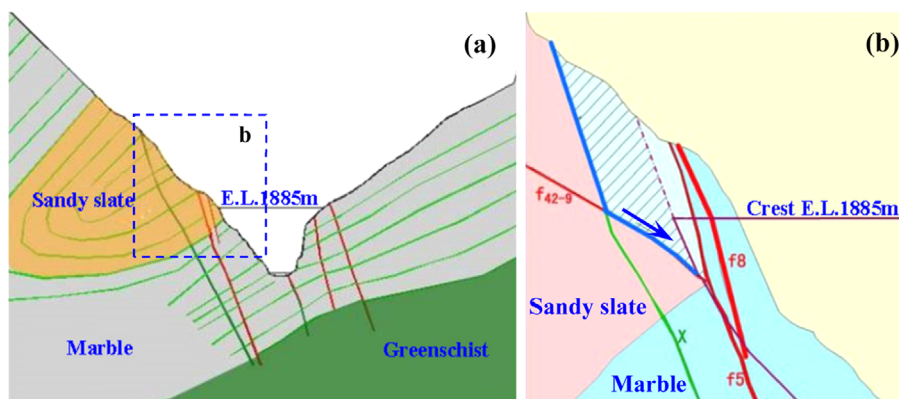 (a)
b
Sandy slate
E.L.1885m
Marble
Greenschist
(b)
f42-9
Crest E.L.1885m
f8
Sandy slate
X
f5
Marble